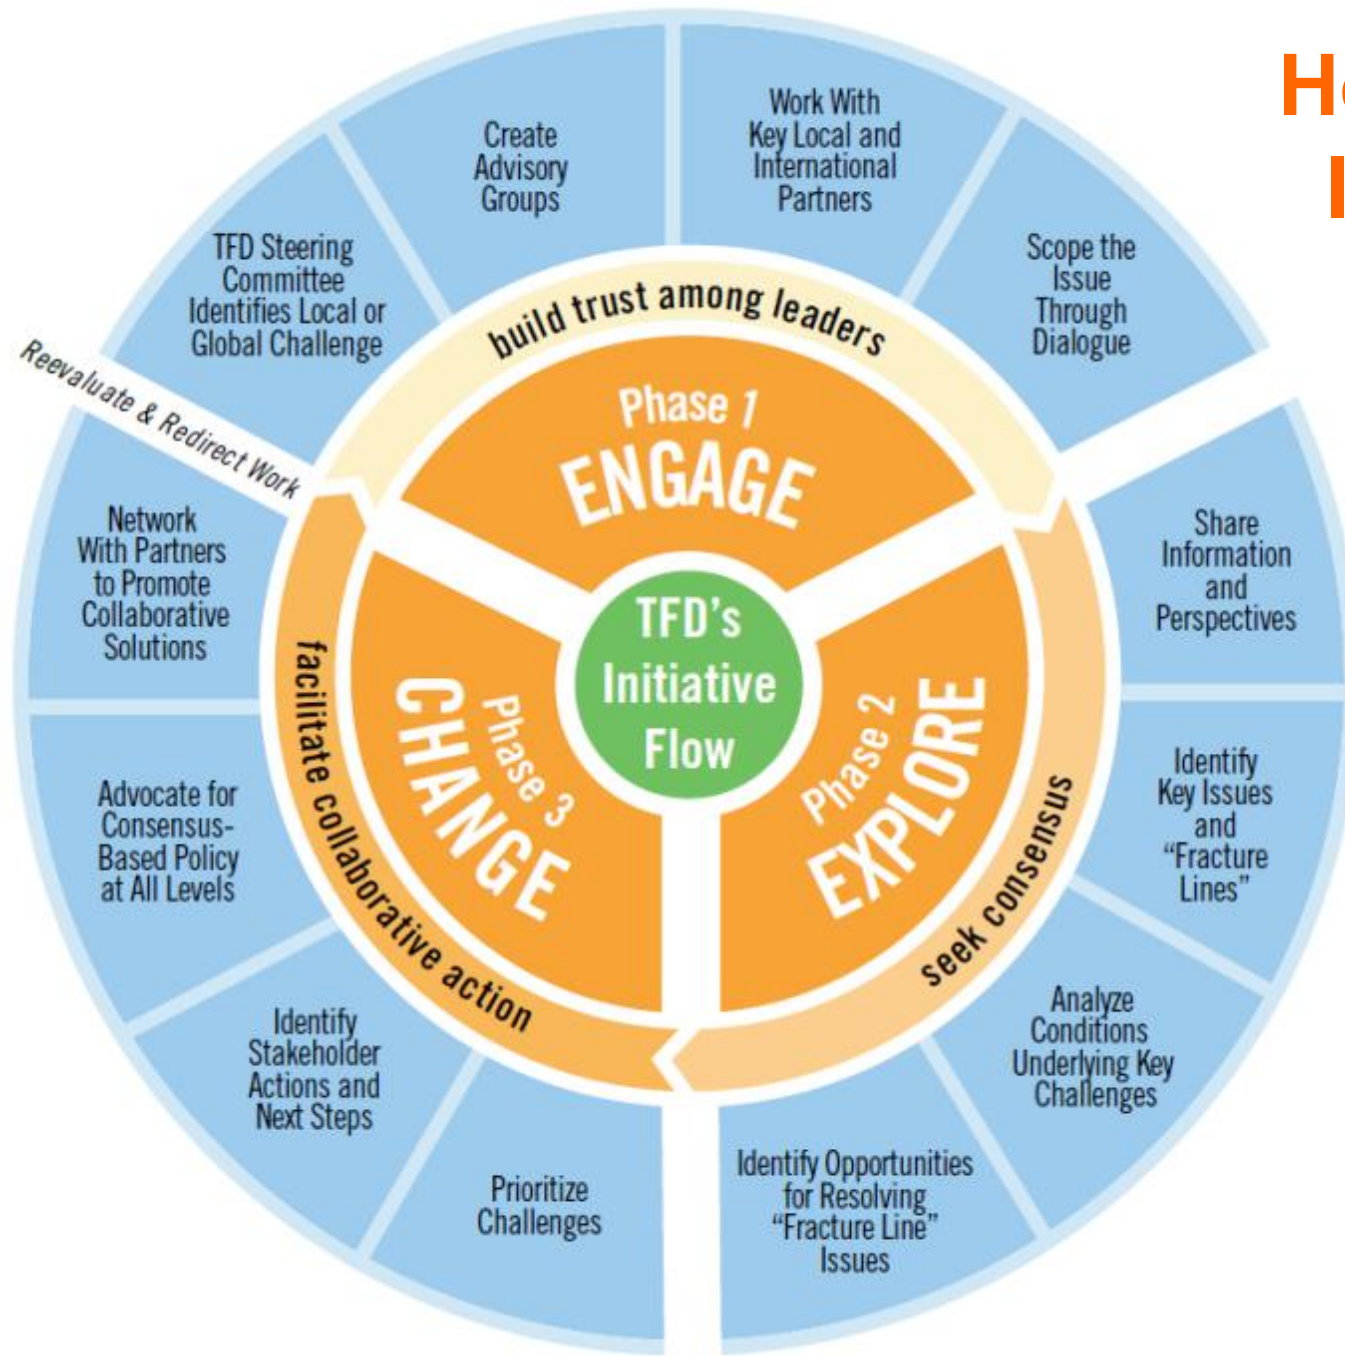 TFD's
Initiative
Flow
Phase 1
ENGAGE
build trust among leaders
TFD Steering
Committee
Identifies Local or
Global Challenge
Create
Advisory
Groups
Work With
Key Local and
International
Partners
Scope the
Issue
Through
Dialogue
Phase 2
EXPLORE
seek consensus
Share
Information
and
Perspectives
Identify
Key Issues
and
“Fracture
Lines”
Analyze
Conditions
Underlying Key
Challenges
Identify Opportunities
for Resolving
“Fracture Line”
Issues
Phase 3
CHANGE
facilitate collaborative action
Prioritize
Challenges
Identify
Stakeholder
Actions and
Next Steps
Advocate for
Consensus-
Based Policy
at All Levels
Network
With Partners
to Promote
Collaborative
Solutions
Reevaluate & Redirect Work